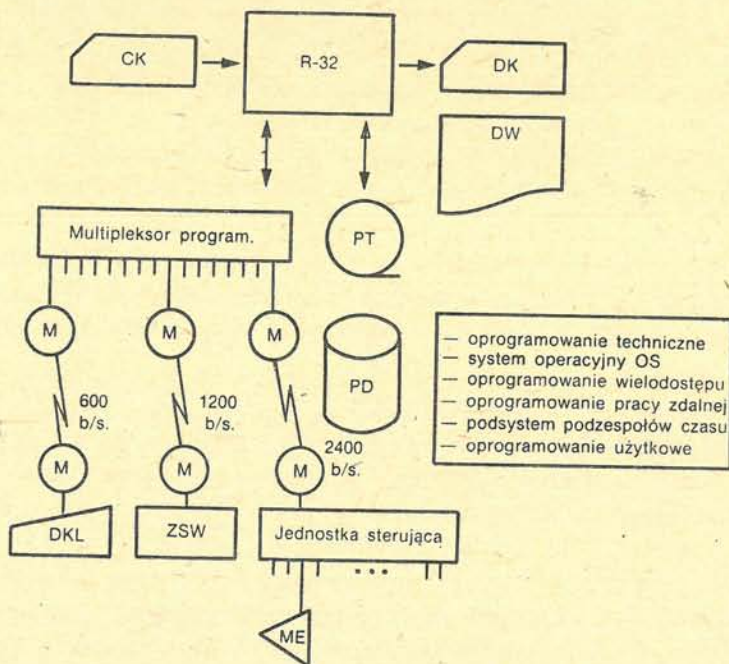 CK
R-32
DK
DW
Multipleksor program.
PT
M
M
M
PD
600
b/s.
1200
b/s.
2400
b/s.
M
M
M
DKL
ZSW
Jednostka sterująca
ME
— oprogramowanie techniczne
— system operacyjny OS
— oprogramowanie wielodostępu
— oprogramowanie pracy zdalnej
— podsystem podzespołów czasu
— oprogramowanie użytkowe